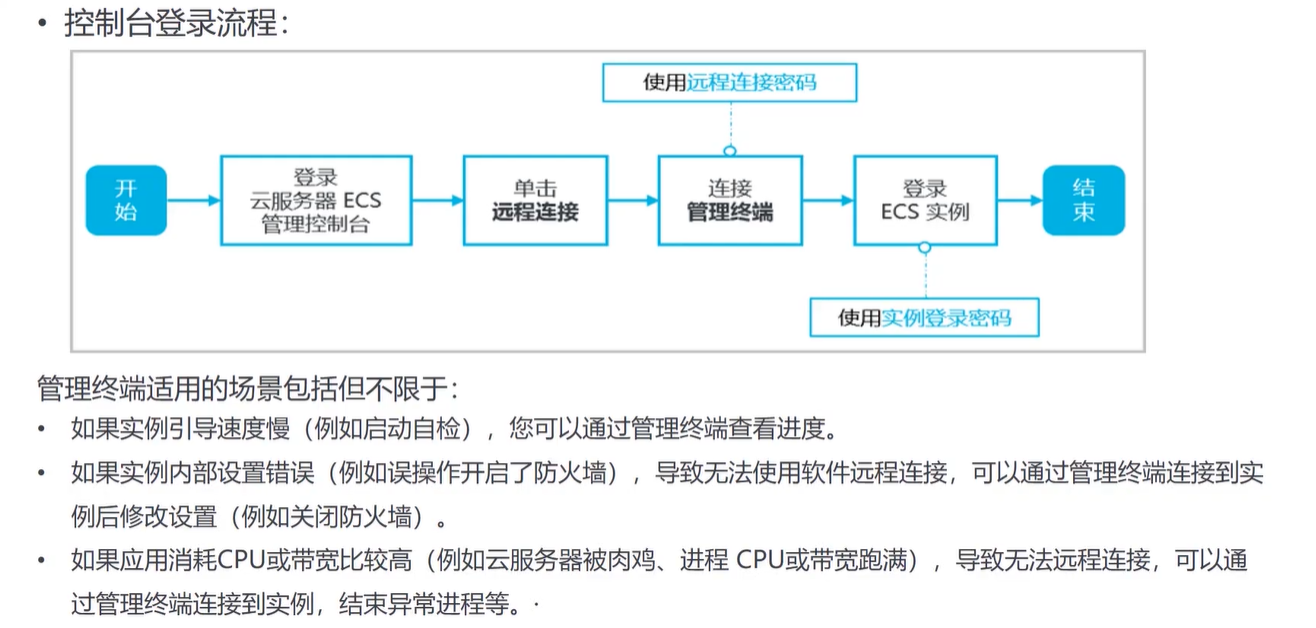 • 控制台登录流程：
使用远程连接密码
开
始
登录
云服务器 ECS
管理控制台
单击
远程连接
连接
管理终端
登录
ECS 实例
结
束
使用实例登录密码
管理终端适用的场景包括但不限于：
• 如果实例引导速度慢（例如启动自检），您可以通过管理终端查看进度。
• 如果实例内部设置错误（例如误操作开启了防火墙），导致无法使用软件远程连接，可以通过管理终端连接到实
例后修改设置（例如关闭防火墙）。
• 如果应用消耗CPU或带宽比较高（例如云服务器被肉鸡、进程 CPU或带宽跑满），导致无法远程连接，可以通
过管理终端连接到实例，结束异常进程等。·